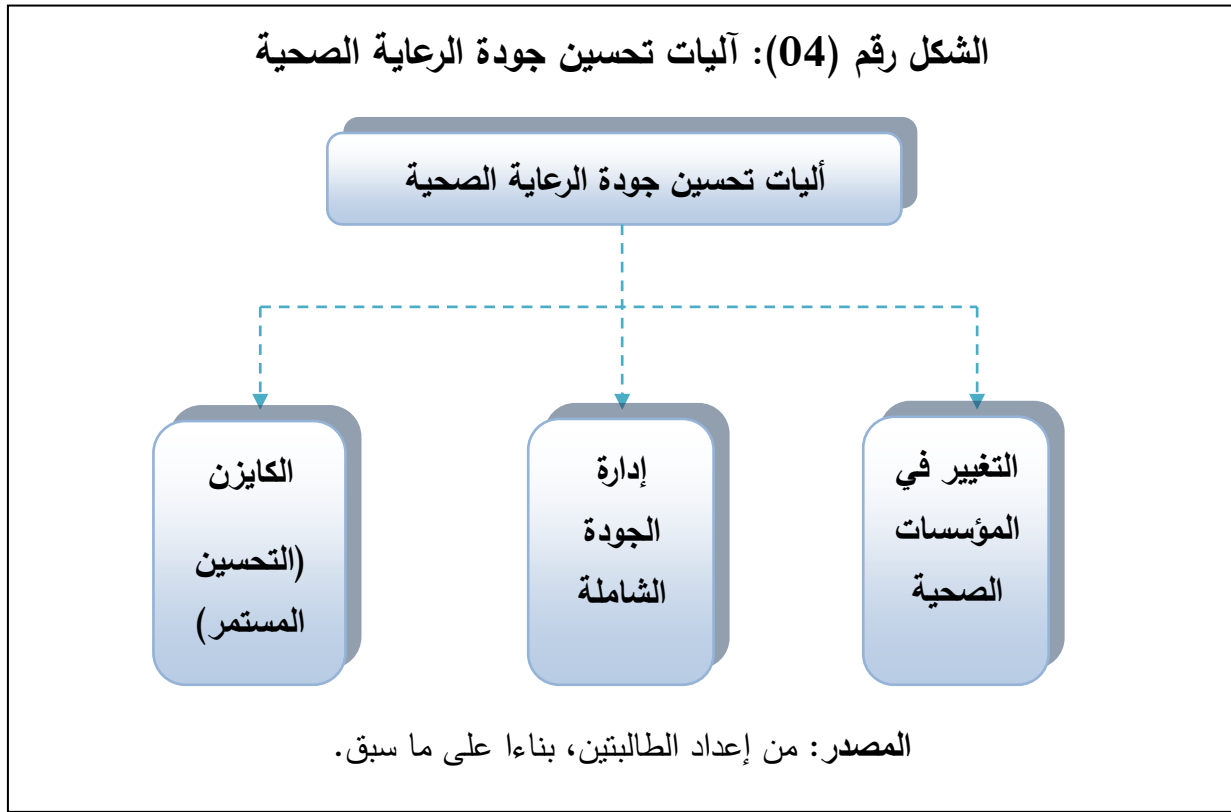 الشكل رقم (04): آليات تحسين جودة الرعاية الصحية
أليات تحسين جودة الرعاية الصحية
التغيير في
المؤسسات
الصحية
إدارة
الجودة
الشاملة
الكايزن
(التحسين
المستمر)
المصدر: من إعداد الطالبتين، بناءا على ما سبق.